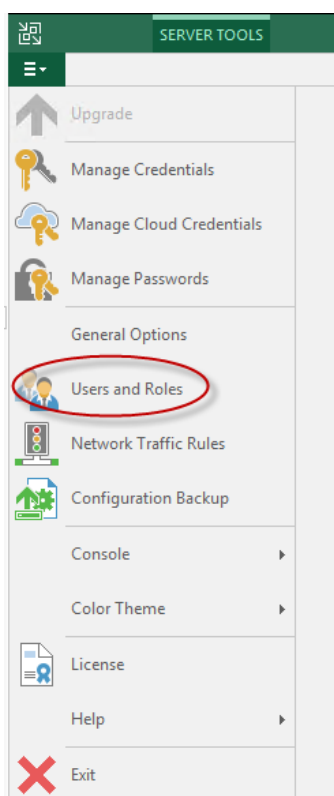 SERVER TOOLS
Upgrade
Manage Credentials
Manage Cloud Credentials
Manage Passwords
General Options
Users and Roles
Network Traffic Rules
Configuration Backup
Console
Color Theme
License
Help
Exit